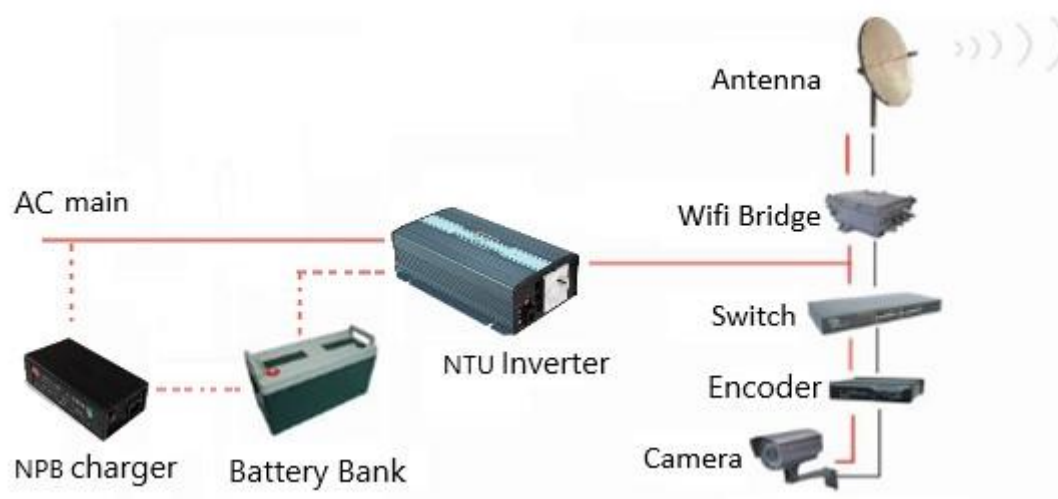 Antenna
AC main
Wifi Bridge
Switch
NTU Inverter
Encoder
NPB charger
Battery Bank
Camera